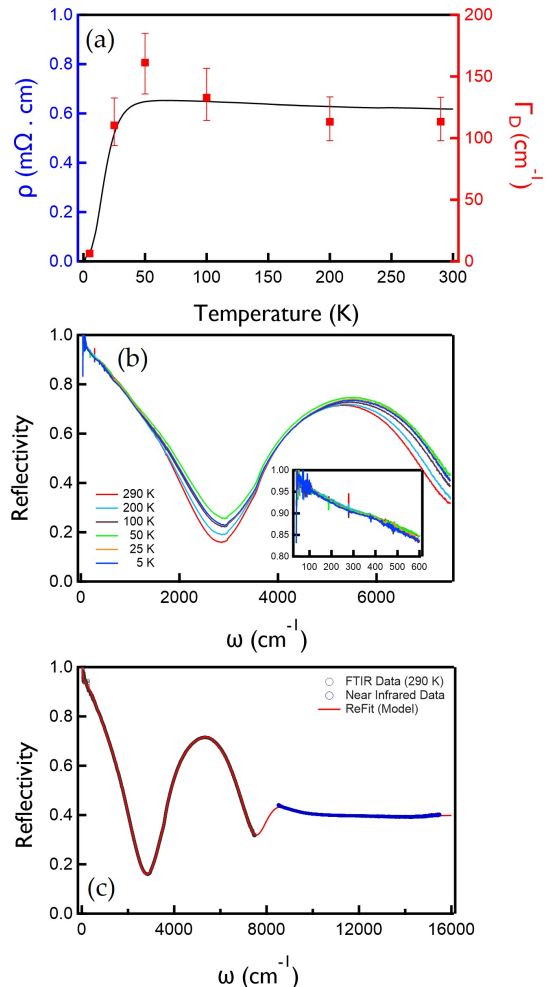 (a)
1.0
0.8
0.6
0.4
0.2
0.0
ρ (mΩ . cm)
200
150
100
50
0
Γ_D (cm⁻¹)
0 50 100 150 200 250 300
Temperature (K)
(b)
1.0
0.8
0.6
0.4
0.2
0.0
Reflectivity
290 K
200 K
100 K
50 K
25 K
5 K
1.00
0.95
0.90
0.85
0.80
100 200 300 400 500 600
2000 4000 6000
ω (cm⁻¹)
1.0
0.8
0.6
0.4
0.2
0.0
Reflectivity
FTIR Data (290 K)
Near Infrared Data
ReFit (Model)
(c)
0 4000 8000 12000 16000
ω (cm⁻¹)